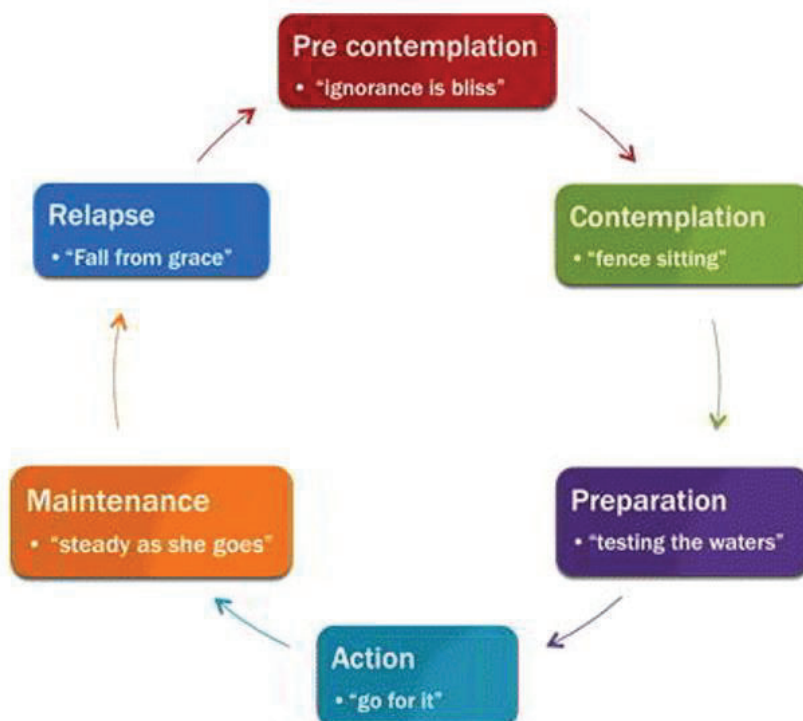 Pre contemplation
• “ignorance is bliss”
Contemplation
• “fence sitting”
Preparation
• “testing the waters”
Action
• “go for it”
Maintenance
• “steady as she goes”
Relapse
• “Fall from grace”